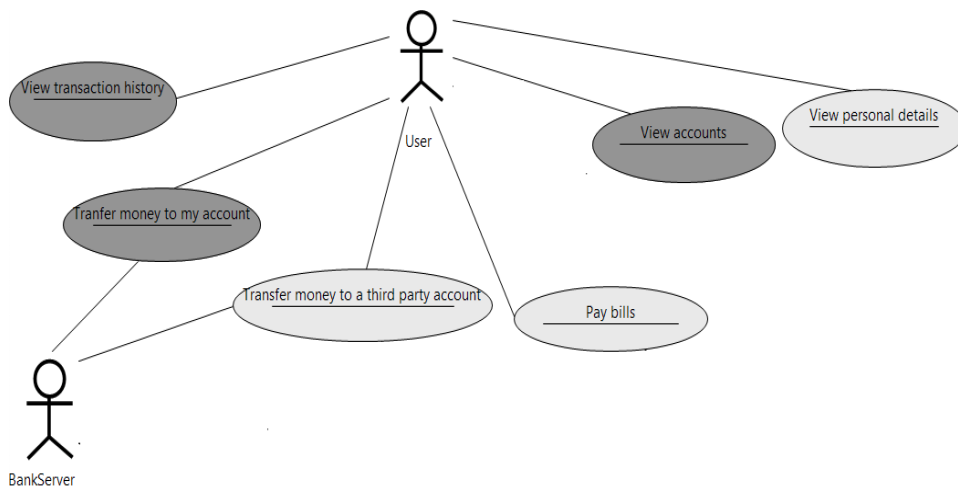 View transaction history
View personal details
View accounts
User
Tranfer money to my account
Transfer money to a third party account
Pay bills
BankServer